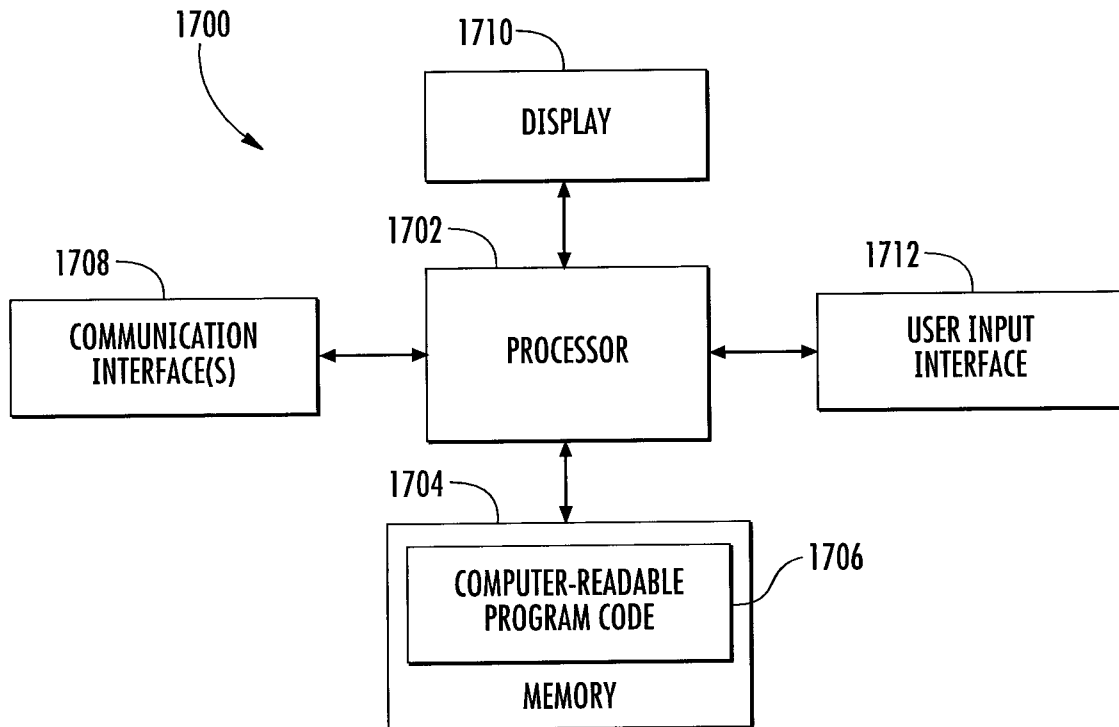 1700
1710
DISPLAY
1702
1708
1712
COMMUNICATION
INTERFACE(S)
PROCESSOR
USER INPUT
INTERFACE
1704
1706
COMPUTER-READABLE
PROGRAM CODE
MEMORY